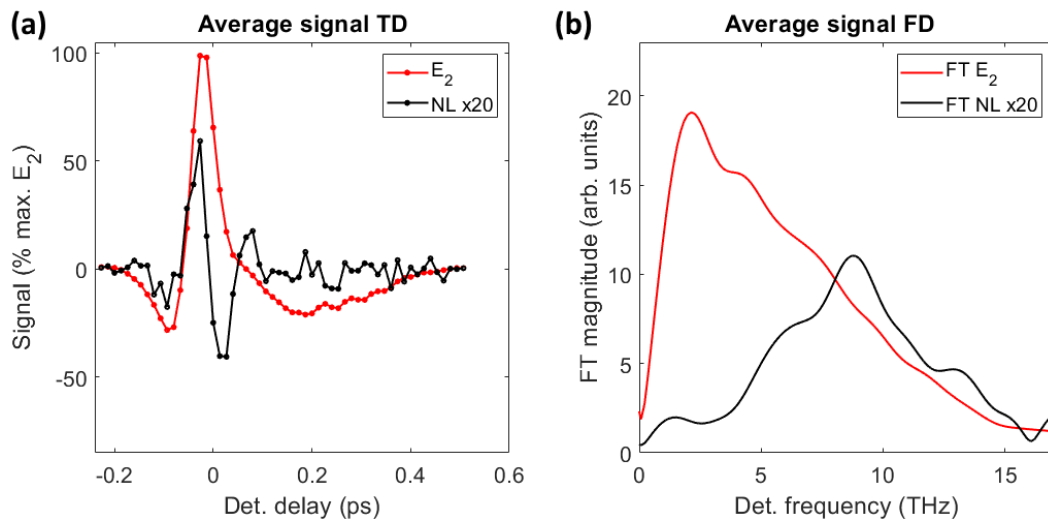 (a)
Average signal TD
100
50
0
-50
Signal (% max. E₂)
E₂
NL x20
-0.2
0
0.2
0.4
0.6
Det. delay (ps)
(b)
Average signal FD
20
15
10
5
0
FT magnitude (arb. units)
FT E₂
FT NL x20
0
5
10
15
Det. frequency (THz)